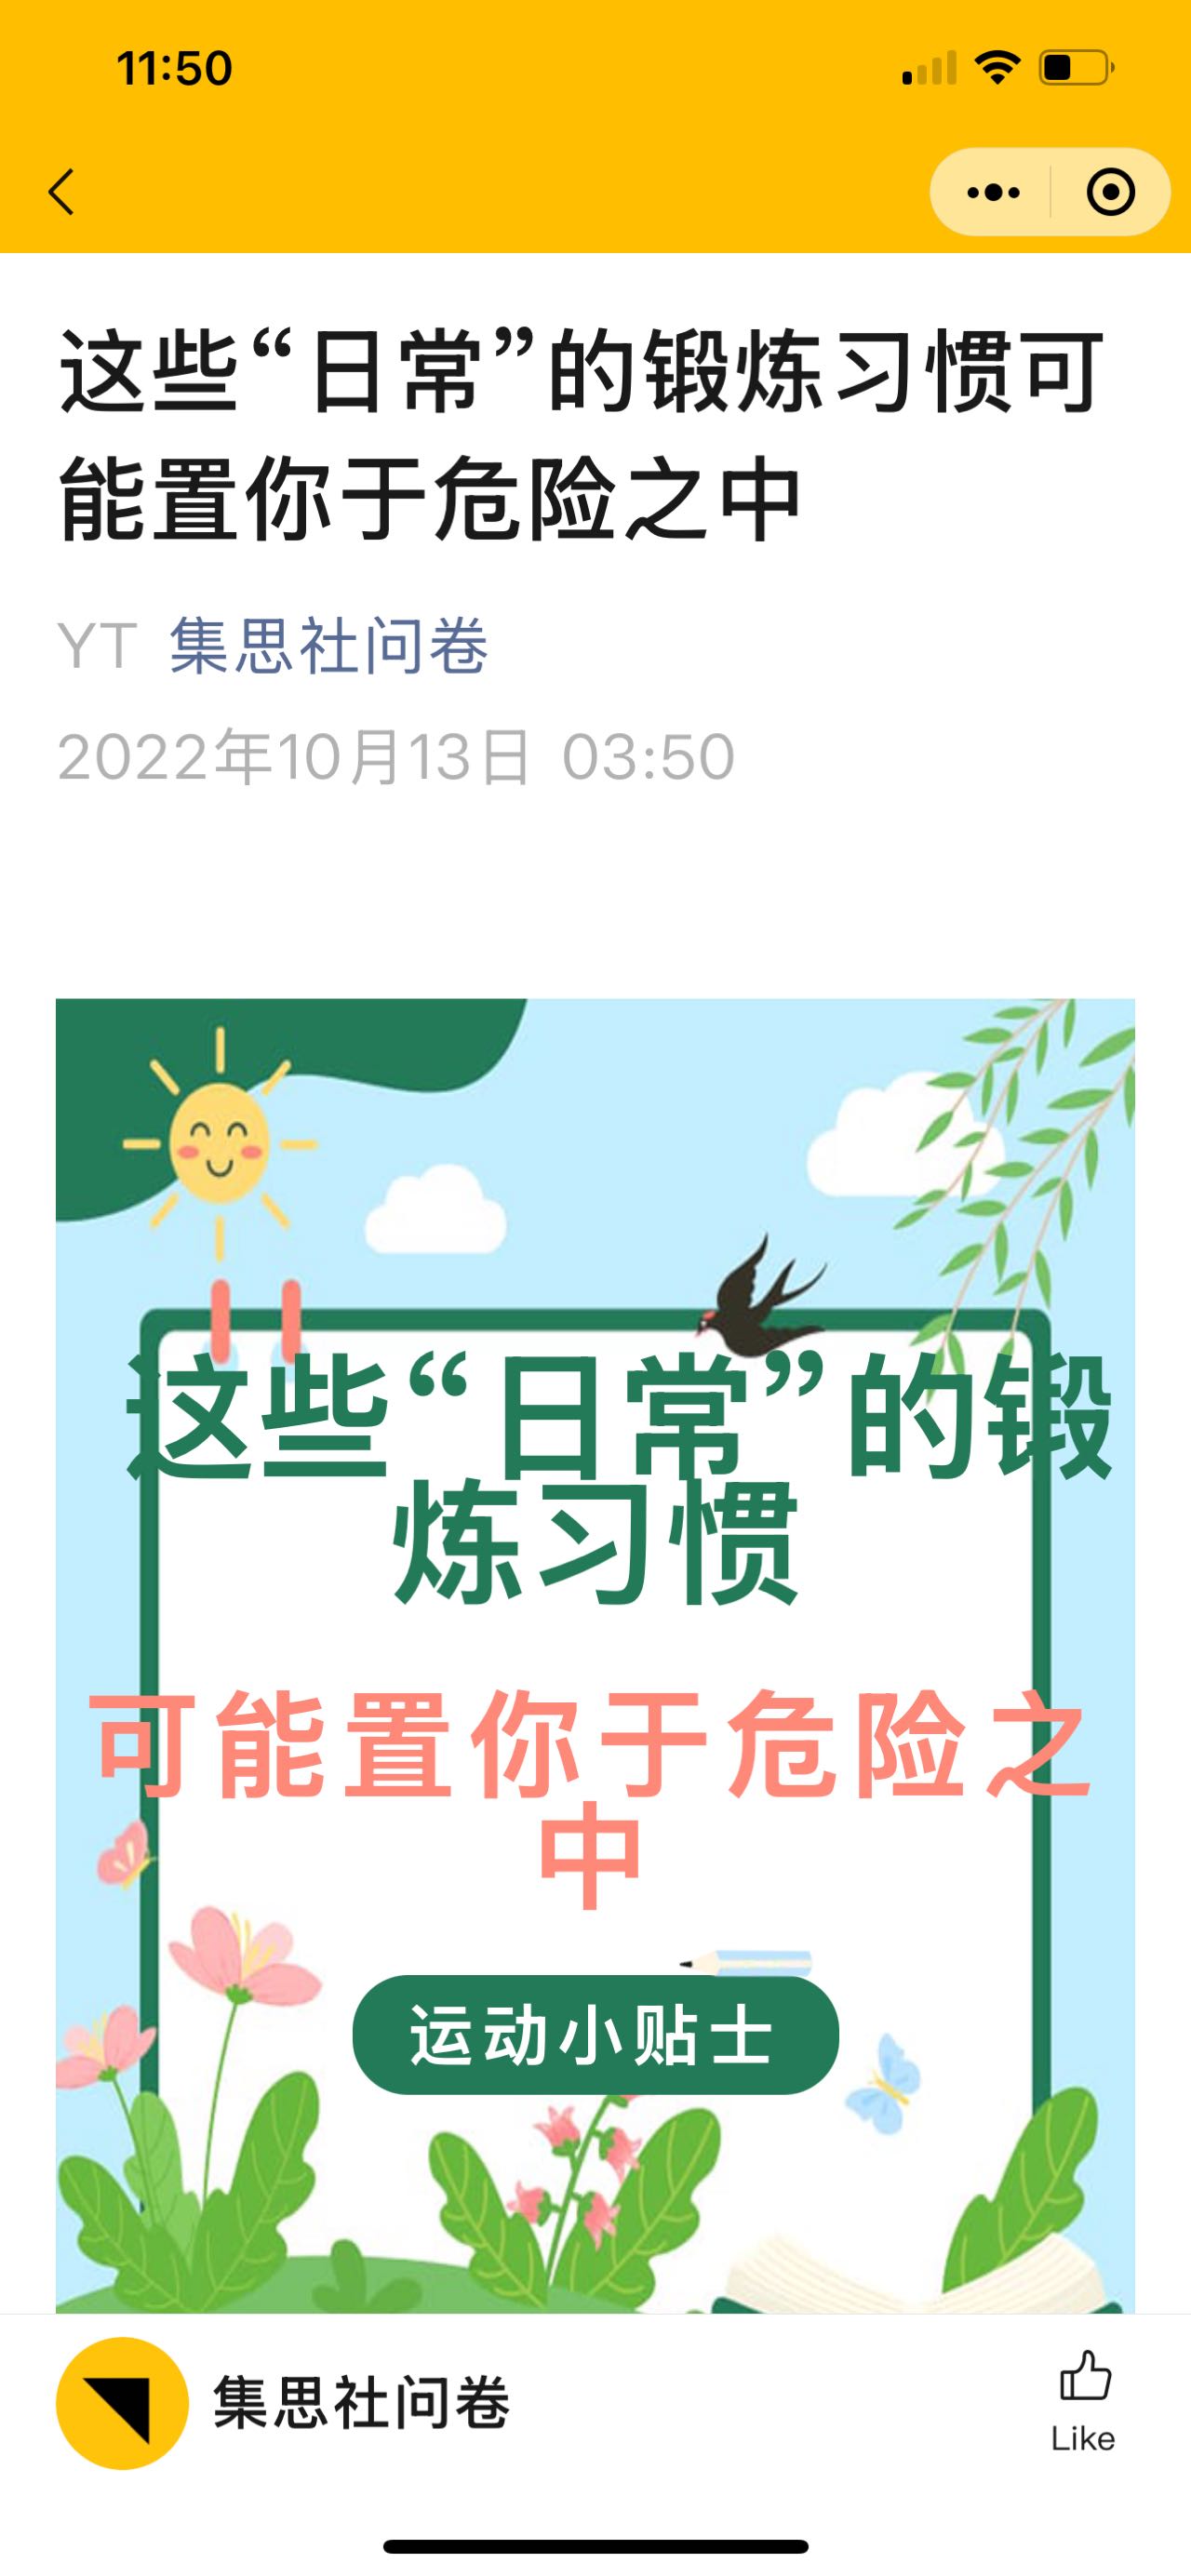 11:50
这些“日常”的锻炼习惯可
能置你于危险之中
YT 集思社问卷
2022年10月13日 03:50
这些“日常”的锻
炼习惯
可能置你于危险之
中
运动小贴士
集思社问卷
Like